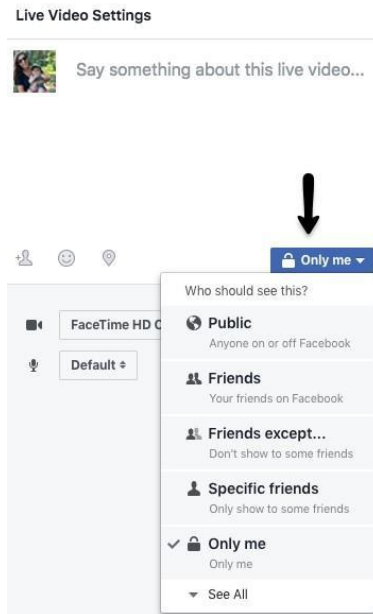 Live Video Settings
Say something about this live video...
Only me
Who should see this?
FaceTime HD C
Default
Public
Anyone on or off Facebook
Friends
Your friends on Facebook
Friends except...
Don't show to some friends
Specific friends
Only show to some friends
Only me
Only me
See All